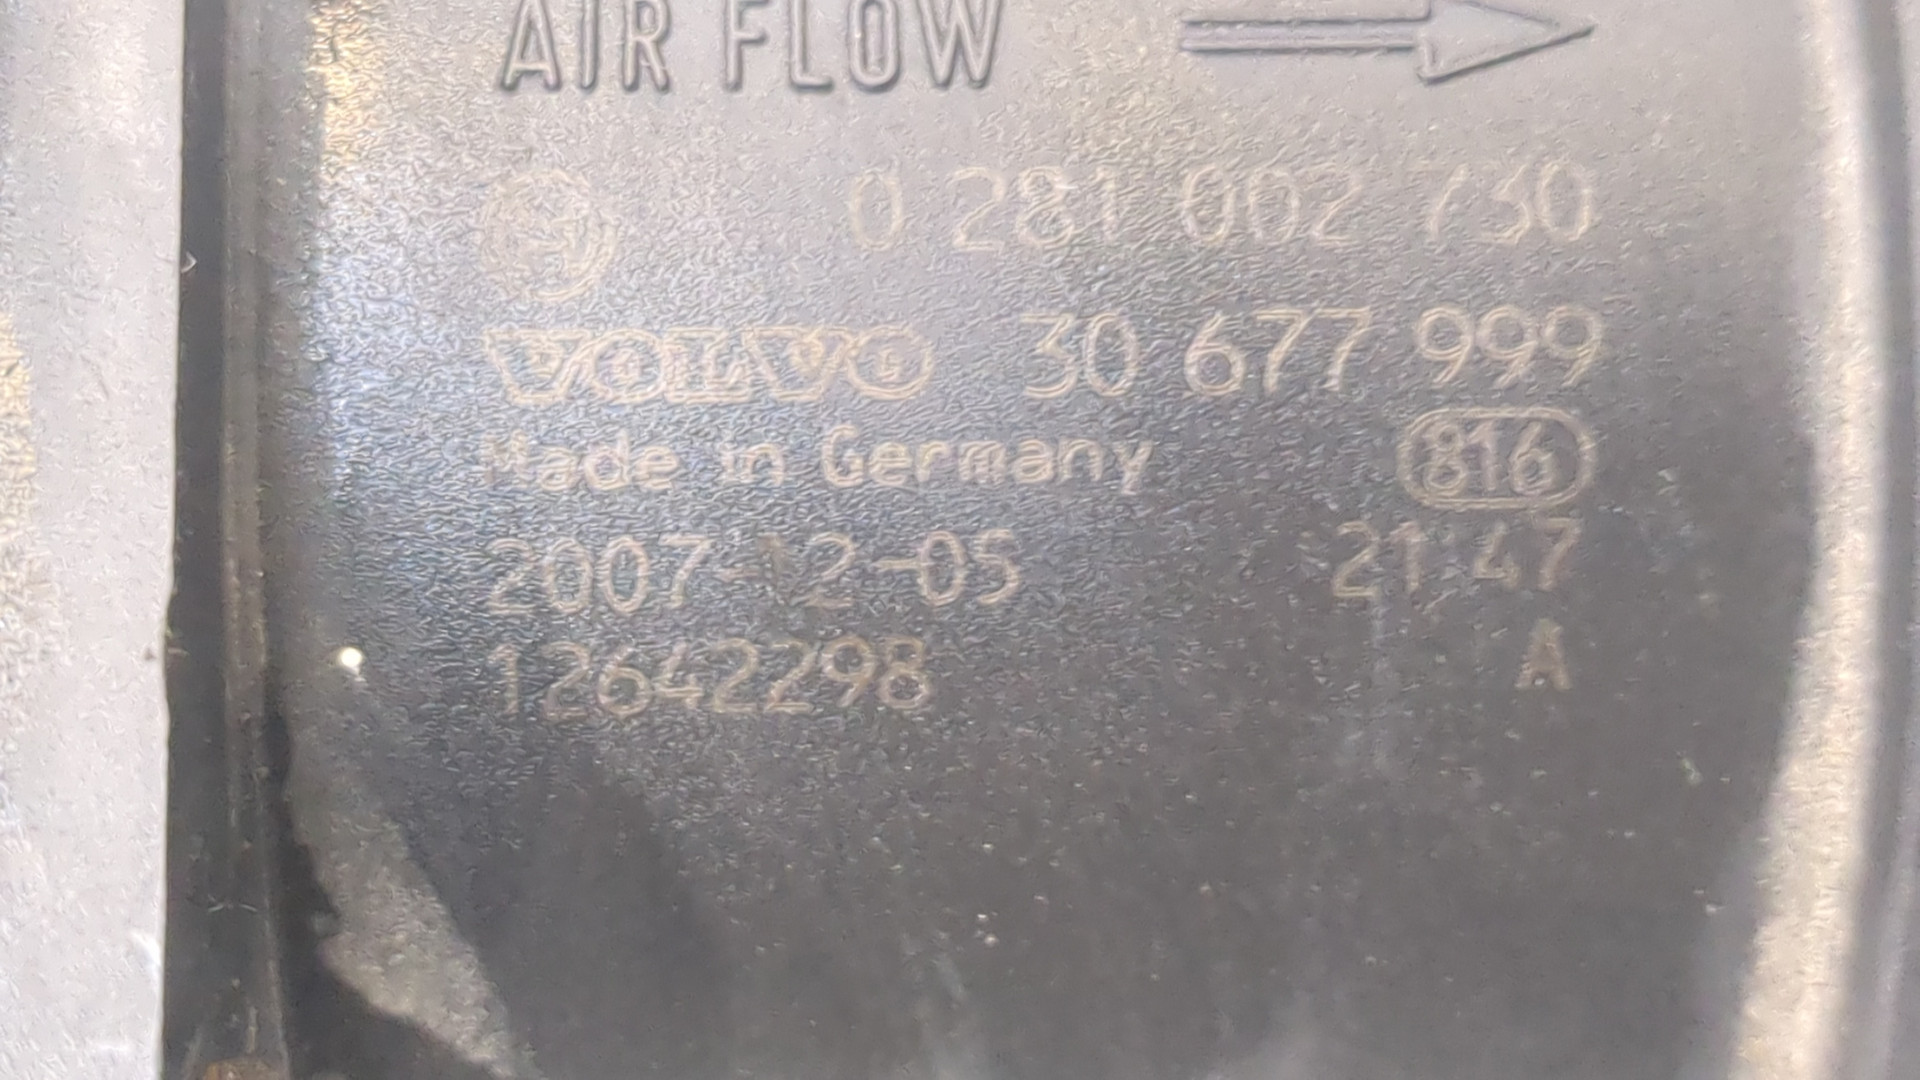 AIR FLOW
0 281 002 730
VOLVO 30 677 999
Made in Germany 816
2007-12-05 21 47
12642298 A